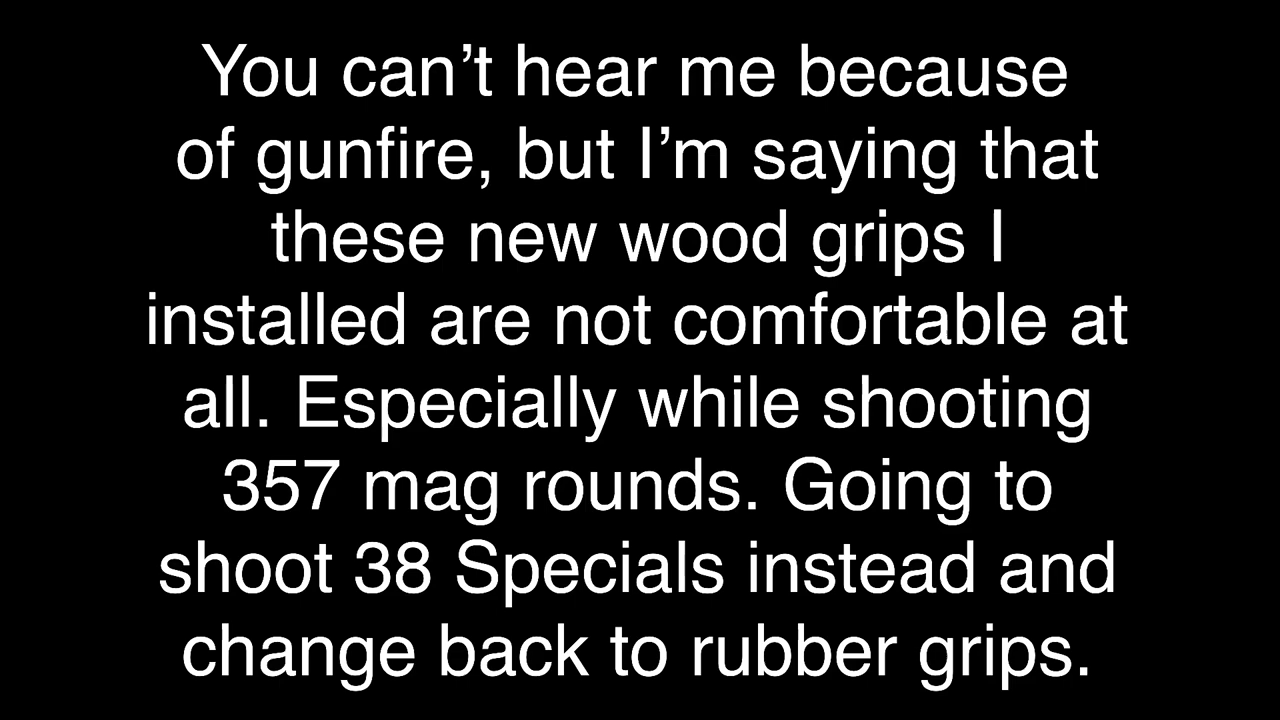 You can’t hear me because
of gunfire, but I’m saying that
these new wood grips I
installed are not comfortable at
all. Especially while shooting
357 mag rounds. Going to
shoot 38 Specials instead and
change back to rubber grips.